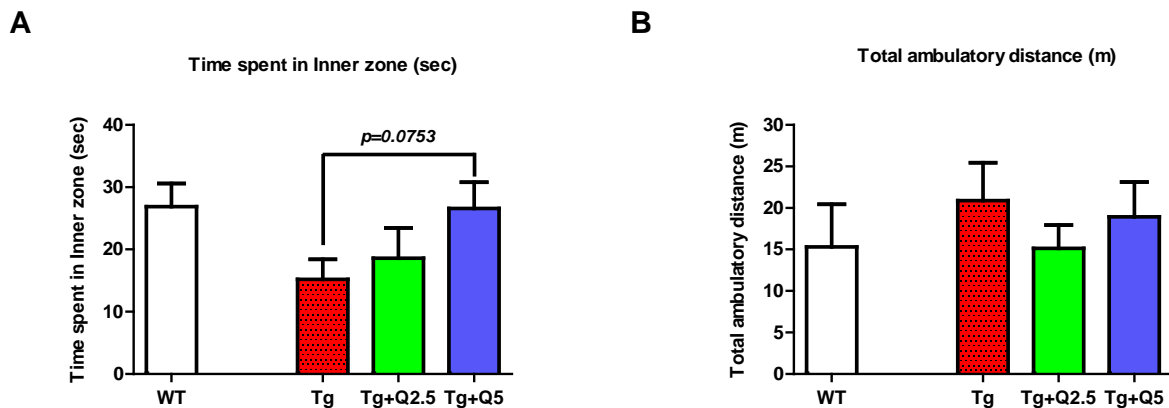 A
Time spent in Inner zone (sec)
Time spent in Inner zone (sec)
40
30
20
10
0
p=0.0753
WT
Tg
Tg+Q2.5
Tg+Q5
B
Total ambulatory distance (m)
Total ambulatory distance (m)
30
25
20
15
10
5
0
WT
Tg
Tg+Q2.5
Tg+Q5